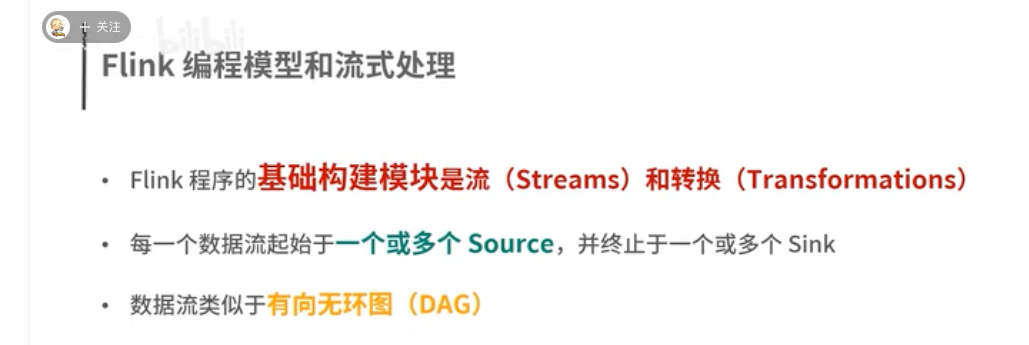 + 关注
bilibili
Flink 编程模型和流式处理
• Flink 程序的基础构建模块是流（Streams）和转换（Transformations）
• 每一个数据流起始于一个或多个 Source，并终止于一个或多个 Sink
• 数据流类似于有向无环图（DAG）